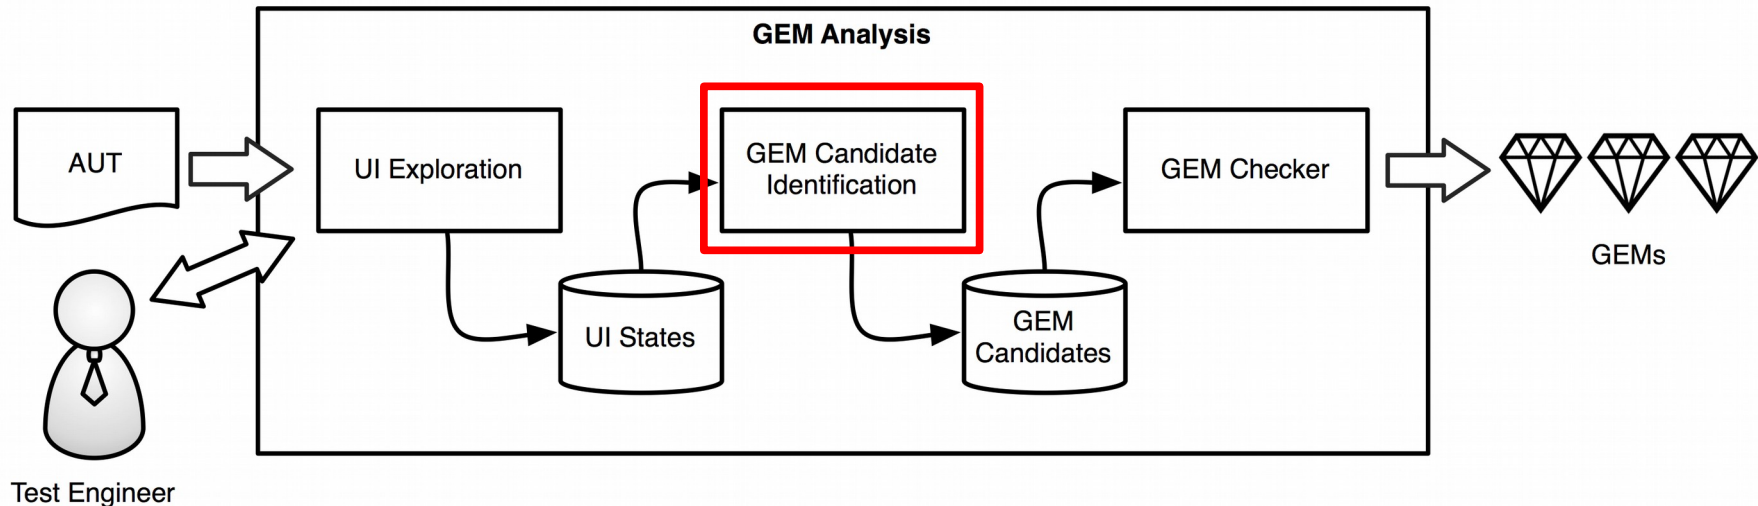 GEM Analysis
AUT
UI Exploration
GEM Candidate
Identification
GEM Checker
GEMs
UI States
GEM
Candidates
Test Engineer